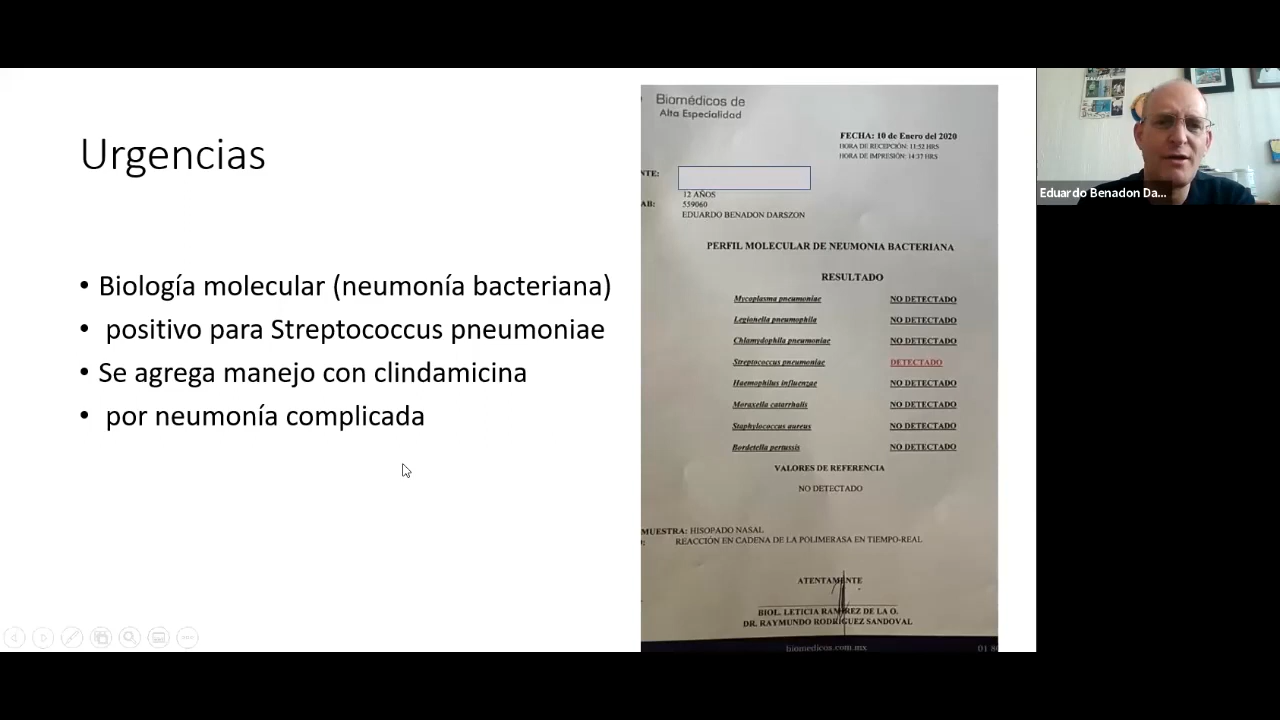 Urgencias
• Biología molecular (neumonía bacteriana)
• positivo para Streptococcus pneumoniae
• Se agrega manejo con clindamicina
• por neumonía complicada
Biomédicos de
Alta Especialidad
FECHA: 10 de Enero del 2020
HORA DE RECEPCIÓN: 11:52 HRS
HORA DE IMPRESIÓN: 14:37 HRS
NTE:
12 AÑOS
AB: 559060
EDUARDO BENADON DARSZON
PERFIL MOLECULAR DE NEUMONIA BACTERIANA
RESULTADO
Mycoplasma pneumoniae NO DETECTADO
Legionella pneumophila NO DETECTADO
Chlamydophila pneumoniae NO DETECTADO
Streptococcus pneumoniae DETECTADO
Haemophilus influenzae NO DETECTADO
Moraxella catarrhalis NO DETECTADO
Staphylococcus aureus NO DETECTADO
Bordetella pertussis NO DETECTADO
VALORES DE REFERENCIA
NO DETECTADO
MUESTRA: HISOPADO NASAL
REACCIÓN EN CADENA DE LA POLIMERASA EN TIEMPO-REAL
ATENTAMENTE
BIOL. LETICIA RAMIREZ DE LA O.
DR. RAYMUNDO RODRIGUEZ SANDOVAL
biomedicos.com.mx
Eduardo Benadon Da...